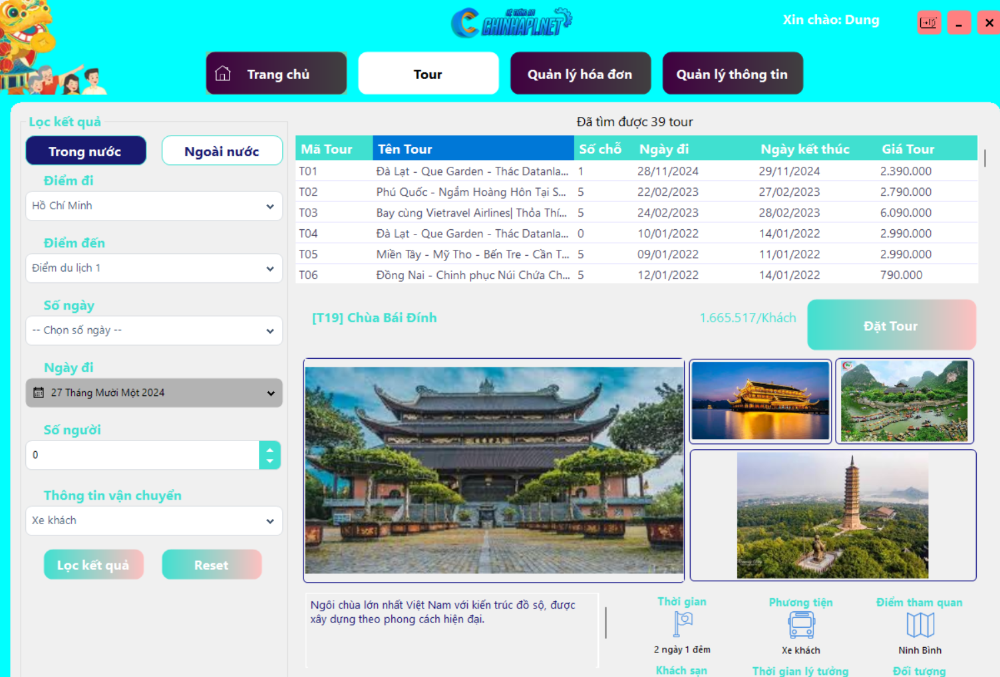 HỆ THỐNG AN
CHINHAPI.NET
Xin chào: Dung
Trang chủ
Tour
Quản lý hóa đơn
Quản lý thông tin
Lọc kết quả
Trong nước
Ngoài nước
Điểm đi
Hồ Chí Minh
Điểm đến
Điểm du lịch 1
Số ngày
-- Chọn số ngày --
Ngày đi
27 Tháng Mười Một 2024
Số người
0
Thông tin vận chuyển
Xe khách
Lọc kết quả
Reset
Đã tìm được 39 tour
Mã Tour Tên Tour Số chỗ Ngày đi Ngày kết thúc Giá Tour
T01 Đà Lạt - Que Garden - Thác Datanla... 1 28/11/2024 29/11/2024 2.390.000
T02 Phú Quốc - Ngắm Hoàng Hôn Tại S... 5 22/02/2023 27/02/2023 2.790.000
T03 Bay cùng Vietravel Airlines| Thỏa Thí... 5 24/02/2023 28/02/2023 6.090.000
T04 Đà Lạt - Que Garden - Thác Datanla... 0 10/01/2022 14/01/2022 2.990.000
T05 Miền Tây - Mỹ Tho - Bến Tre - Cần T... 5 09/01/2022 11/01/2022 2.990.000
T06 Đồng Nai - Chinh phục Núi Chứa Ch... 5 12/01/2022 14/01/2022 790.000
[T19] Chùa Bái Đính
1.665.517/Khách
Đặt Tour
Ngôi chùa lớn nhất Việt Nam với kiến trúc đồ sộ, được
xây dựng theo phong cách hiện đại.
Thời gian
2 ngày 1 đêm
Phương tiện
Xe khách
Điểm tham quan
Ninh Bình
Khách sạn
Thời gian lý tưởng
Đối tượng